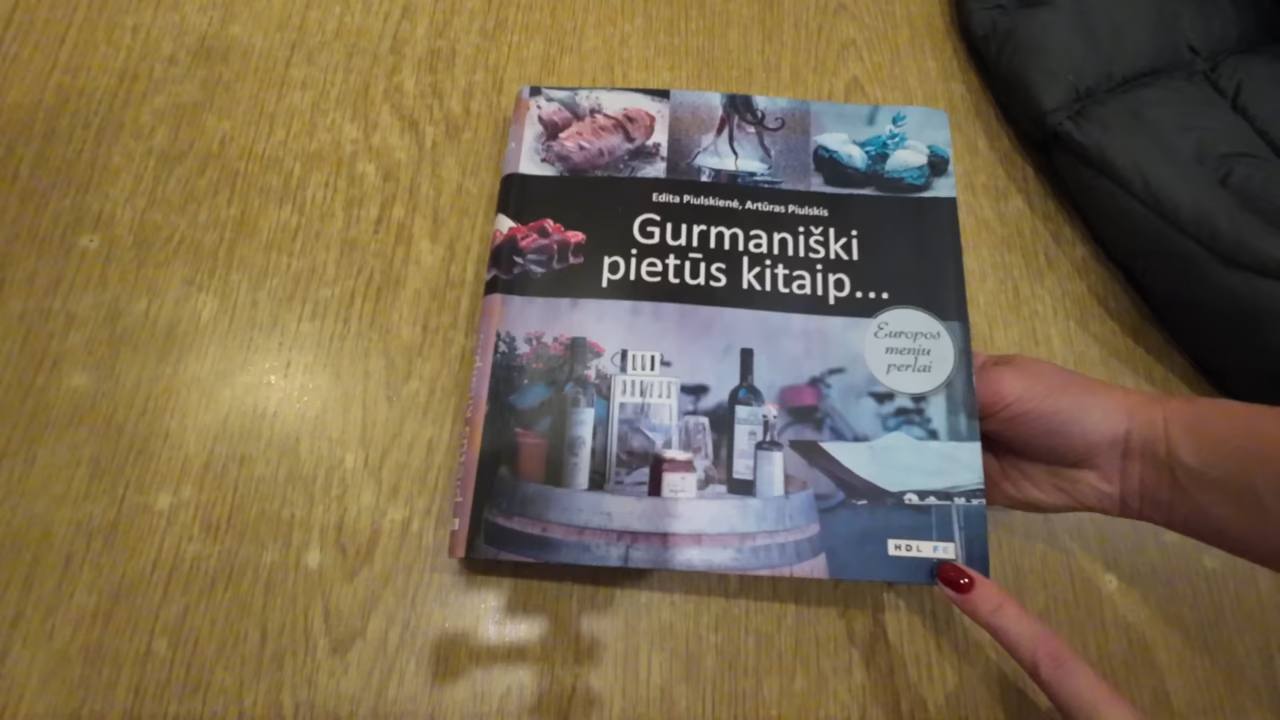 Edita Piulskienė, Artūras Piulskis
Gurmaniški
pietūs kitaip...
Europos
meniu
perlai